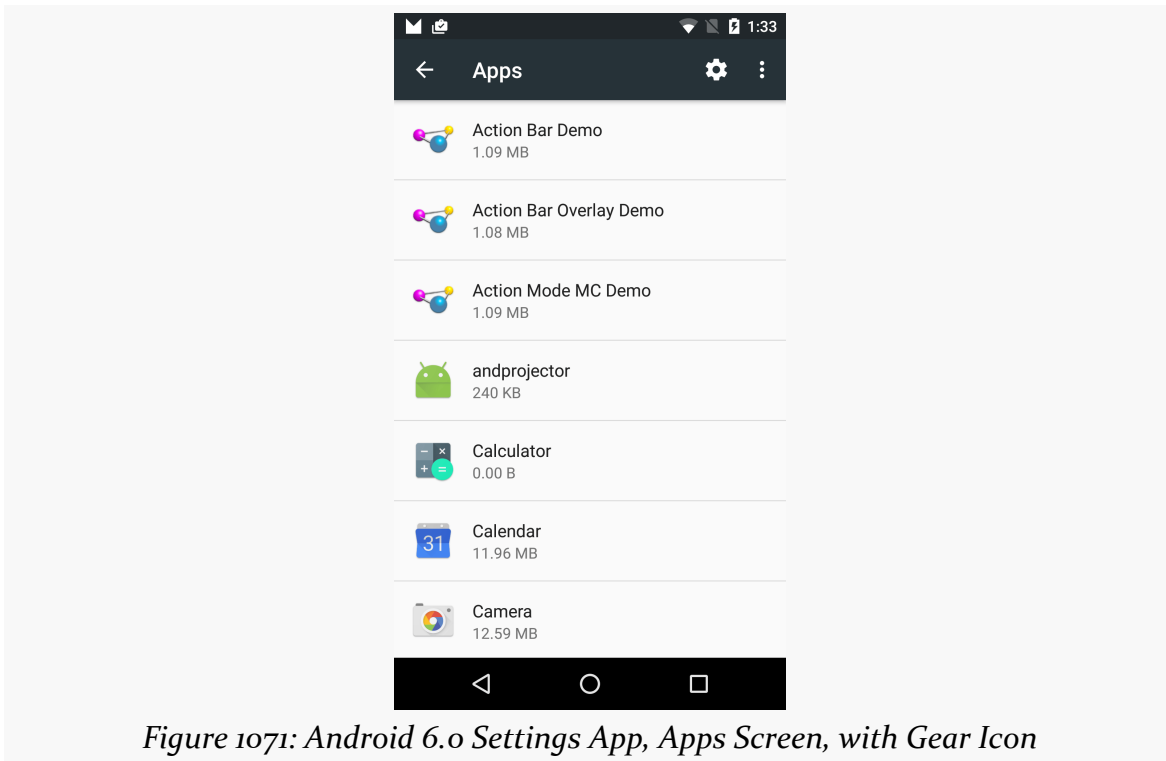 1:33
Apps
Action Bar Demo
1.09 MB
Action Bar Overlay Demo
1.08 MB
Action Mode MC Demo
1.09 MB
andprojector
240 KB
Calculator
0.00 B
31
Calendar
11.96 MB
Camera
12.59 MB
Figure 1071: Android 6.0 Settings App, Apps Screen, with Gear Icon